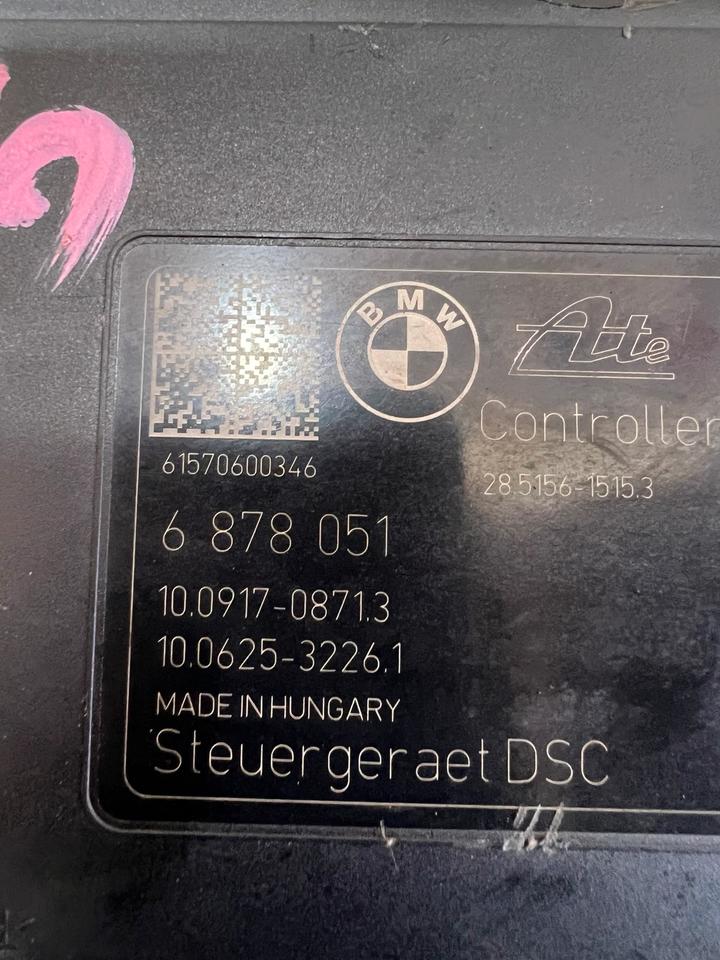 BMW
Ate
Controller
61570600346
28.5156-1515.3
6 878 051
10.0917-0871.3
10.0625-3226.1
MADE IN HUNGARY
Steuergeraet DSC